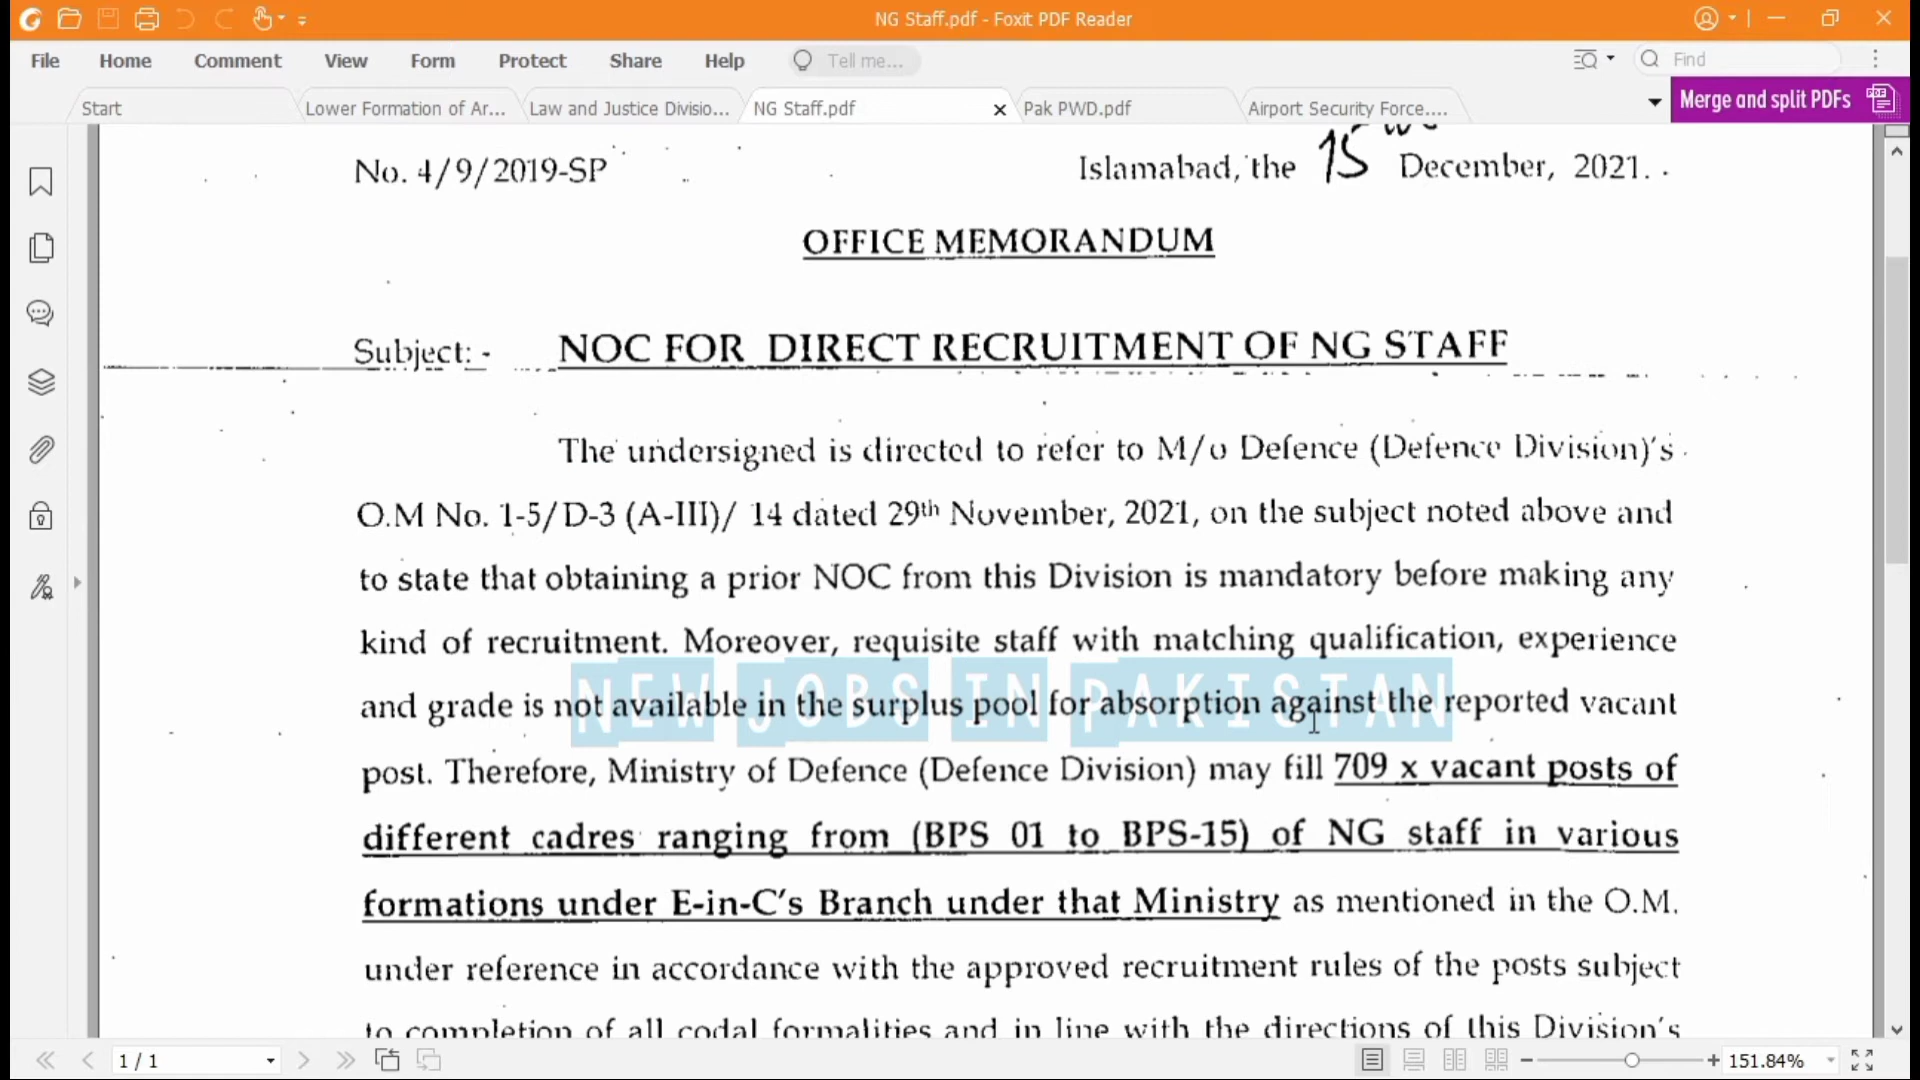 NG Staff.pdf - Foxit PDF Reader
File Home Comment View Form Protect Share Help Tell me... Find
Start Lower Formation of Ar... Law and Justice Divisio... NG Staff.pdf Pak PWD.pdf Airport Security Force.... Merge and split PDFs
No. 4/9/2019-SP Islamabad, the 15 December, 2021.
OFFICE MEMORANDUM
Subject: - NOC FOR DIRECT RECRUITMENT OF NG STAFF
The undersigned is directed to refer to M/o Defence (Defence Division)'s
O.M No. 1-5/D-3 (A-III)/ 14 dated 29th November, 2021, on the subject noted above and
to state that obtaining a prior NOC from this Division is mandatory before making any
kind of recruitment. Moreover, requisite staff with matching qualification, experience
and grade is not available in the surplus pool for absorption against the reported vacant
NEW JOBS IN PAKISTAN
post. Therefore, Ministry of Defence (Defence Division) may fill 709 x vacant posts of
different cadres ranging from (BPS 01 to BPS-15) of NG staff in various
formations under E-in-C's Branch under that Ministry as mentioned in the O.M.
under reference in accordance with the approved recruitment rules of the posts subject
to completion of all codal formalities and in line with the directions of this Division's
1 / 1 151.84%